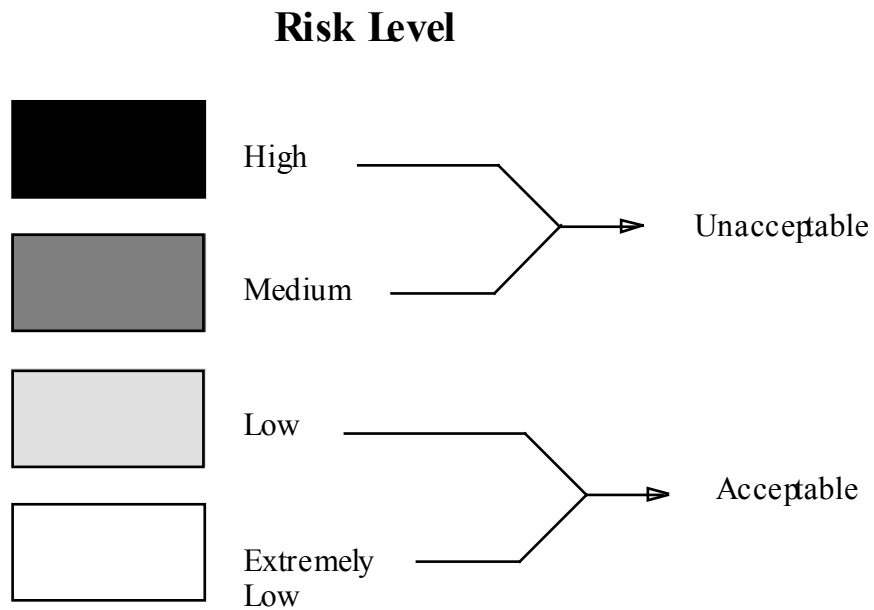 Risk Level
High
Unacceptable
Medium
Low
Acceptable
Extremely
Low